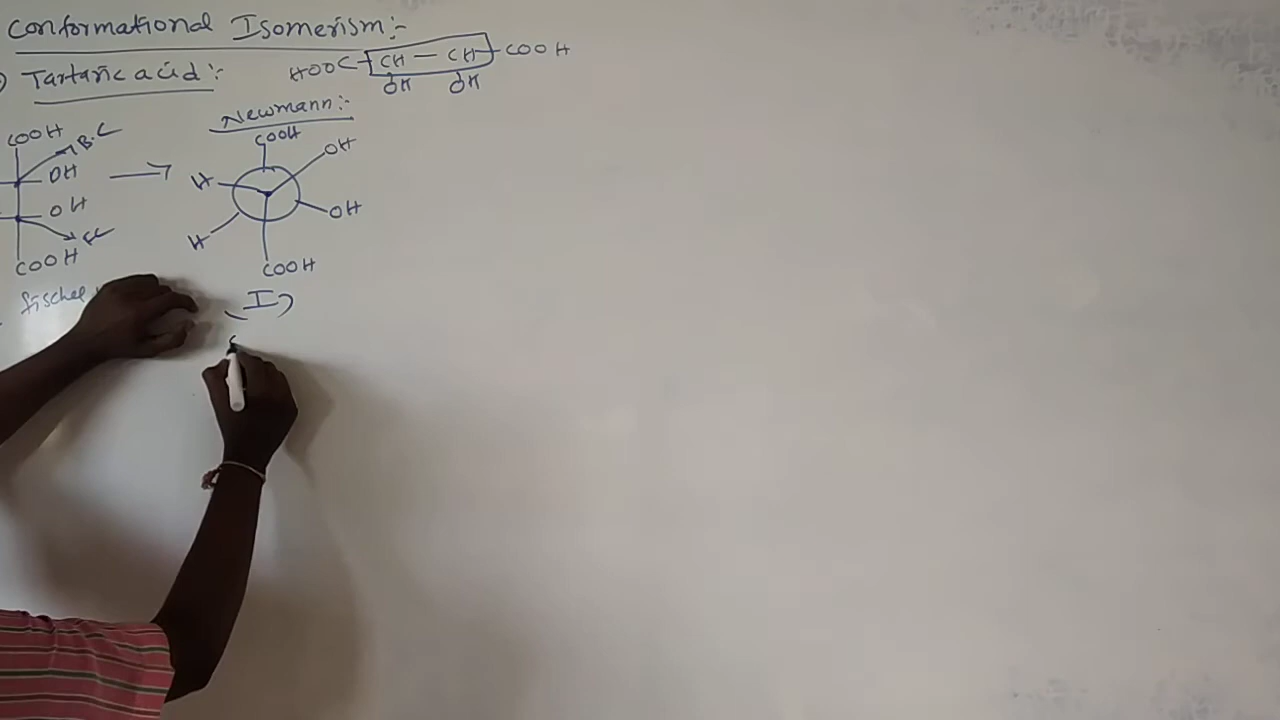 Conformational Isomerism:-
) Tartaric acid:-
HOOC-CH-CH-COOH
OH OH
Newmann:-
COOH
B.C
OH
OH
COOH
fischer
COOH
OH
H
OH
H
COOH
(I)